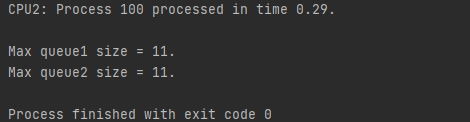 CPU2: Process 100 processed in time 0.29.
Max queue1 size = 11.
Max queue2 size = 11.
Process finished with exit code 0